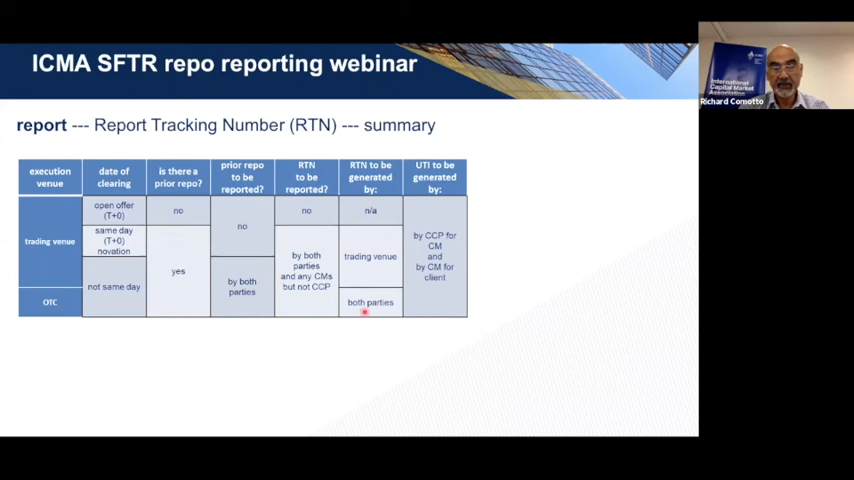 ICMA SFTR repo reporting webinar
report --- Report Tracking Number (RTN) --- summary
execution
venue
date of
clearing
is there a
prior repo?
prior repo
to be
reported?
RTN
to be
reported?
RTN to be
generated
by:
UTI to be
generated
by:
trading venue
open offer
(T+0)
no
no
no
n/a
by CCP for
CM
and
by CM for
client
same day
(T+0)
novation
yes
by both
parties
and any CMs
but not CCP
trading venue
not same day
by both
parties
OTC
both parties
International
Capital Market
Association
Richard Comotto